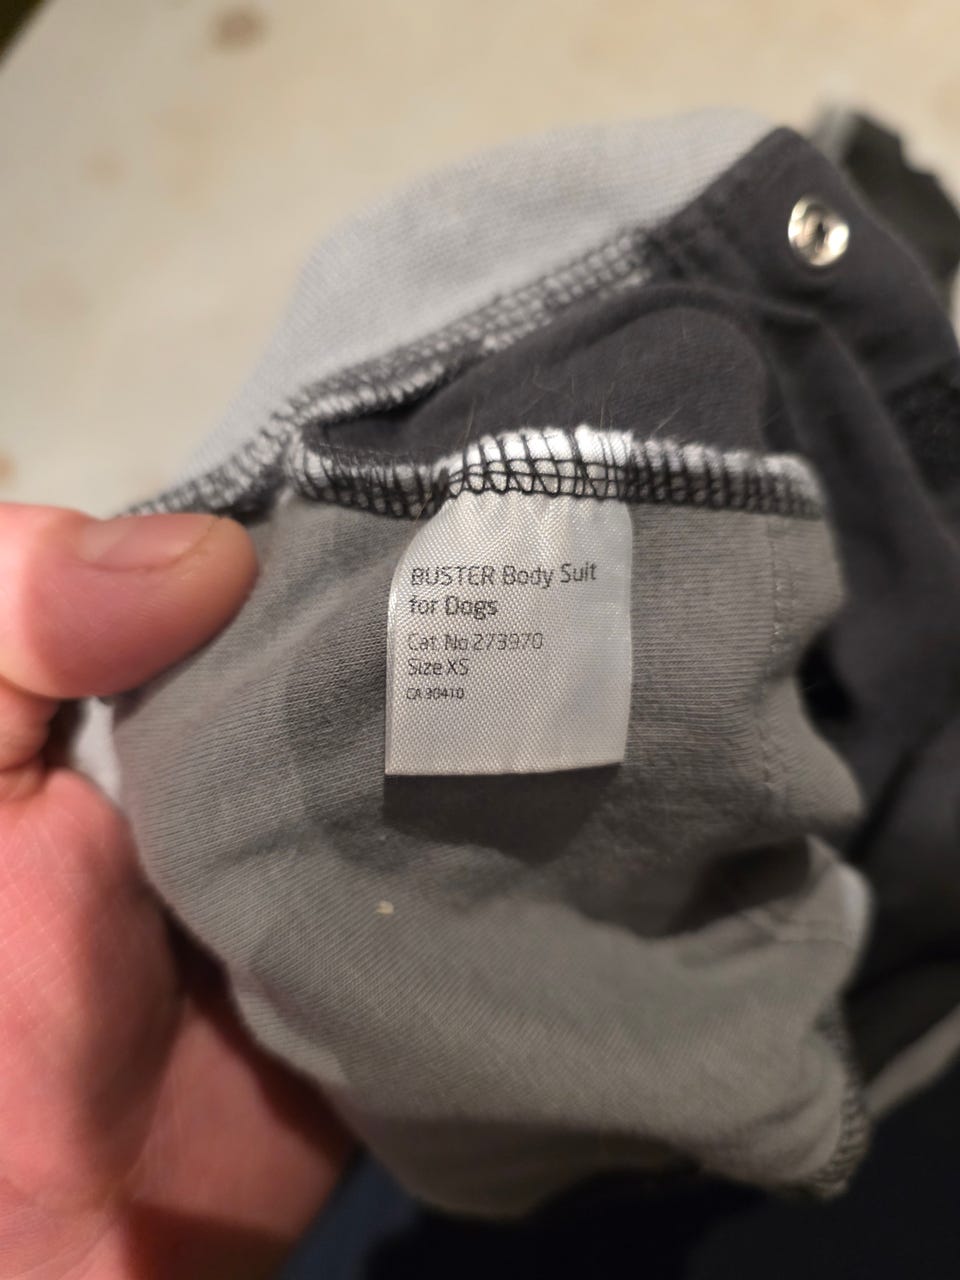 BUSTER Body Suit
for Dogs
Cat. No 273970
Size XS
CA 30410